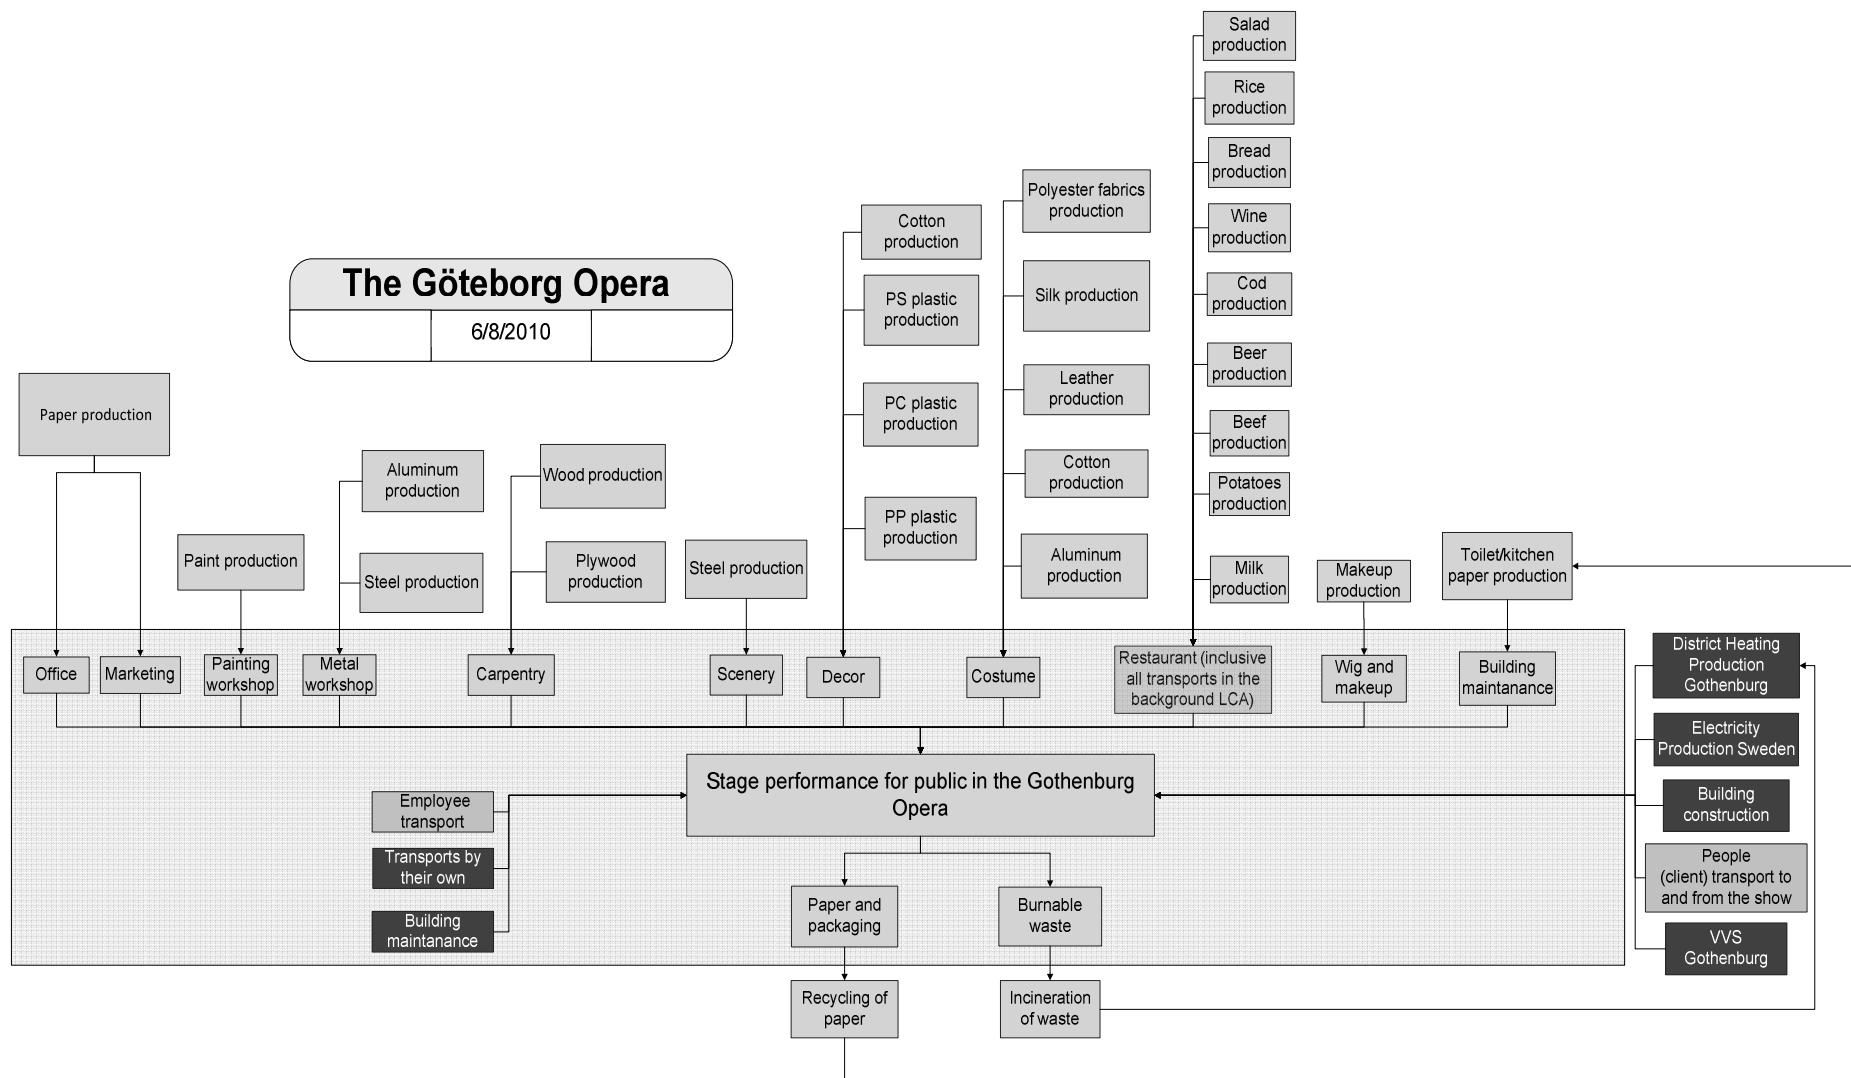 Salad
production
Rice
production
Bread
production
Polyester fabrics
production
Wine
production
Cotton
production
The Göteborg Opera
6/8/2010
PS plastic
production
Silk production
Cod
production
Beer
production
Paper production
PC plastic
production
Leather
production
Beef
production
Aluminum
production
Wood production
Cotton
production
Potatoes
production
PP plastic
production
Paint production
Steel production
Plywood
production
Steel production
Aluminum
production
Milk
production
Makeup
production
Toilet/kitchen
paper production
Office
Marketing
Painting
workshop
Metal
workshop
Carpentry
Scenery
Decor
Costume
Restaurant (inclusive
all transports in the
background LCA)
Wig and
makeup
Building
maintanance
District Heating
Production
Gothenburg
Electricity
Production Sweden
Stage performance for public in the Gothenburg
Opera
Employee
transport
Building
construction
Transports by
their own
People
(client) transport to
and from the show
Building
maintanance
Paper and
packaging
Burnable
waste
VVS
Gothenburg
Recycling of
paper
Incineration
of waste